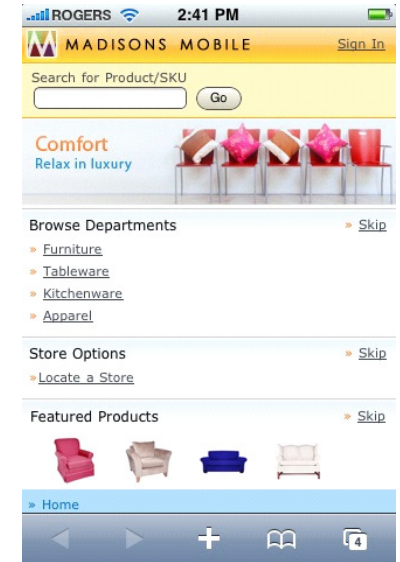 ROGERS 2:41 PM
MADISONS MOBILE Sign In
Search for Product/SKU
Go
Comfort
Relax in luxury
Browse Departments » Skip
» Furniture
» Tableware
» Kitchenware
» Apparel
Store Options » Skip
» Locate a Store
Featured Products » Skip
» Home
4